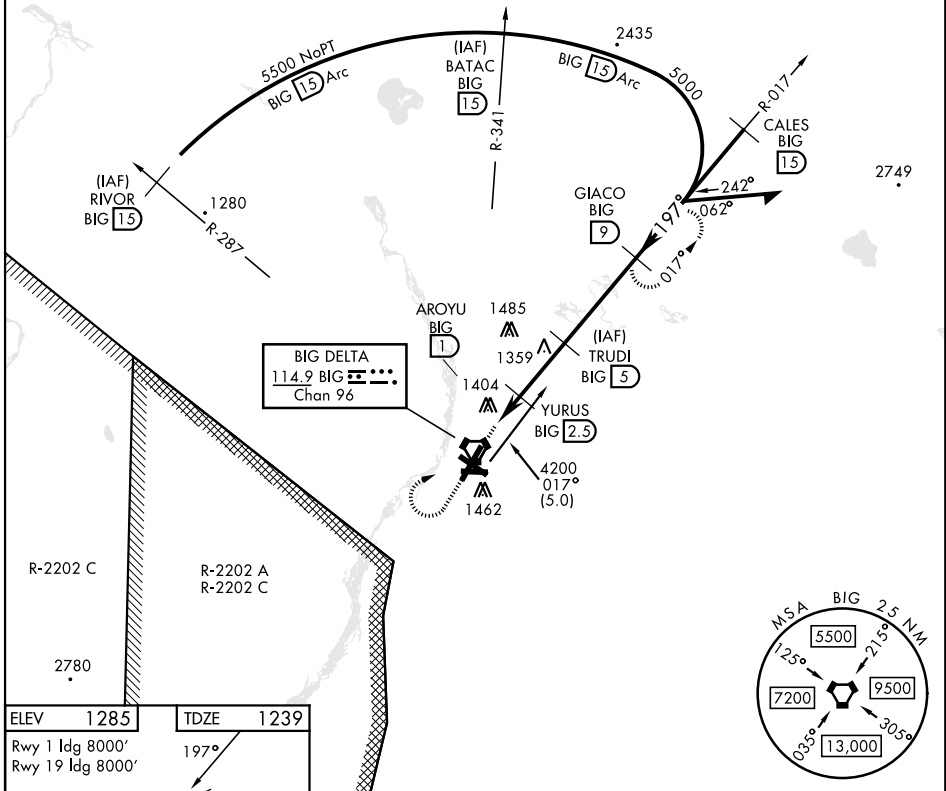 2435
5500 NoPT
BIG 15 Arc
(IAF)
BATAC
BIG
15
BIG 15 Arc
5000
R-341
R-017
CALES
BIG
15
2749
(IAF)
RIVOR
BIG 15
1280
R-287
GIACO
BIG
9
242°
062°
197°
017°
AROYU
BIG
1
1485
1359
(IAF)
TRUDI
BIG 5
BIG DELTA
114.9 BIG
Chan 96
1404
YURUS
BIG 2.5
4200
017°
(5.0)
1462
R-2202 C
R-2202 A
R-2202 C
2780
MSA BIG 25 NM
5500
125°
215°
7200
9500
035°
305°
13,000
ELEV 1285
TDZE 1239
Rwy 1 ldg 8000'
Rwy 19 ldg 8000'
197°